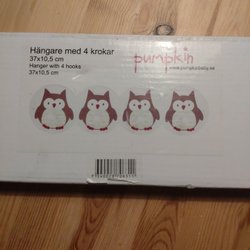 Hängare med 4 krokar
37x10,5 cm
Hanger with 4 hooks
37x10,5 cm
pumpkin